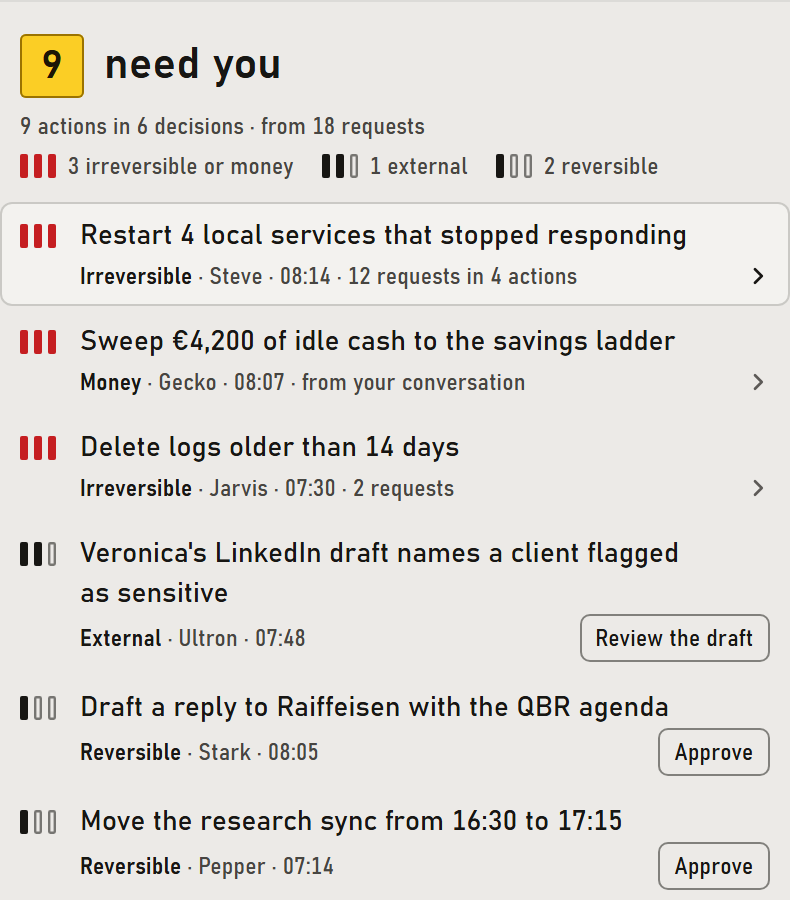 9 need you
9 actions in 6 decisions · from 18 requests
3 irreversible or money 1 external 2 reversible
Restart 4 local services that stopped responding
Irreversible · Steve · 08:14 · 12 requests in 4 actions
Sweep €4,200 of idle cash to the savings ladder
Money · Gecko · 08:07 · from your conversation
Delete logs older than 14 days
Irreversible · Jarvis · 07:30 · 2 requests
Veronica's LinkedIn draft names a client flagged
as sensitive
External · Ultron · 07:48 Review the draft
Draft a reply to Raiffeisen with the QBR agenda
Reversible · Stark · 08:05 Approve
Move the research sync from 16:30 to 17:15
Reversible · Pepper · 07:14 Approve